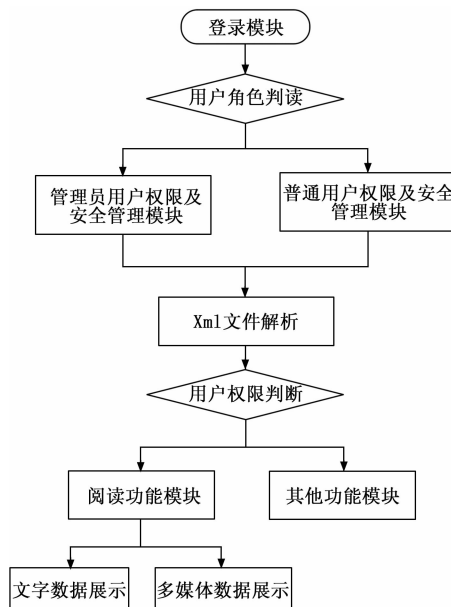 登录模块
用户角色判读
管理员用户权限及
安全管理模块
普通用户权限及安全
管理模块
Xml文件解析
用户权限判断
阅读功能模块
其他功能模块
文字数据展示
多媒体数据展示